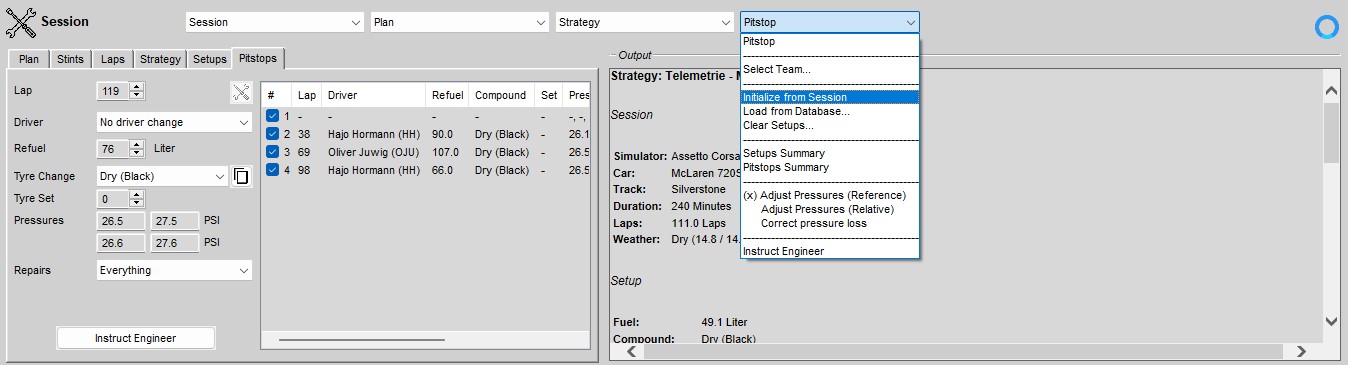 Session
Session
Plan
Strategy
Pitstop
Plan
Stints
Laps
Strategy
Setups
Pitstops
Lap
119
Driver
No driver change
Refuel
76
Liter
Tyre Change
Dry (Black)
Tyre Set
0
Pressures
26.5
27.5
PSI
26.6
27.6
PSI
Repairs
Everything
Instruct Engineer
# Lap Driver Refuel Compound Set Pres
1 - - - - - -, -,
2 38 Hajo Hormann (HH) 90.0 Dry (Black) - 26.1
3 69 Oliver Juwig (OJU) 107.0 Dry (Black) - 26.5
4 98 Hajo Hormann (HH) 66.0 Dry (Black) - 26.5
Pitstop
Select Team...
Initialize from Session
Load from Database...
Clear Setups...
Setups Summary
Pitstops Summary
(x) Adjust Pressures (Reference)
Adjust Pressures (Relative)
Correct pressure loss
Instruct Engineer
Output
Strategy: Telemetrie -
Session
Simulator: Assetto Corsa
Car: McLaren 720S
Track: Silverstone
Duration: 240 Minutes
Laps: 111.0 Laps
Weather: Dry (14.8 / 14.
Setup
Fuel: 49.1 Liter
Compound: Dry (Black)